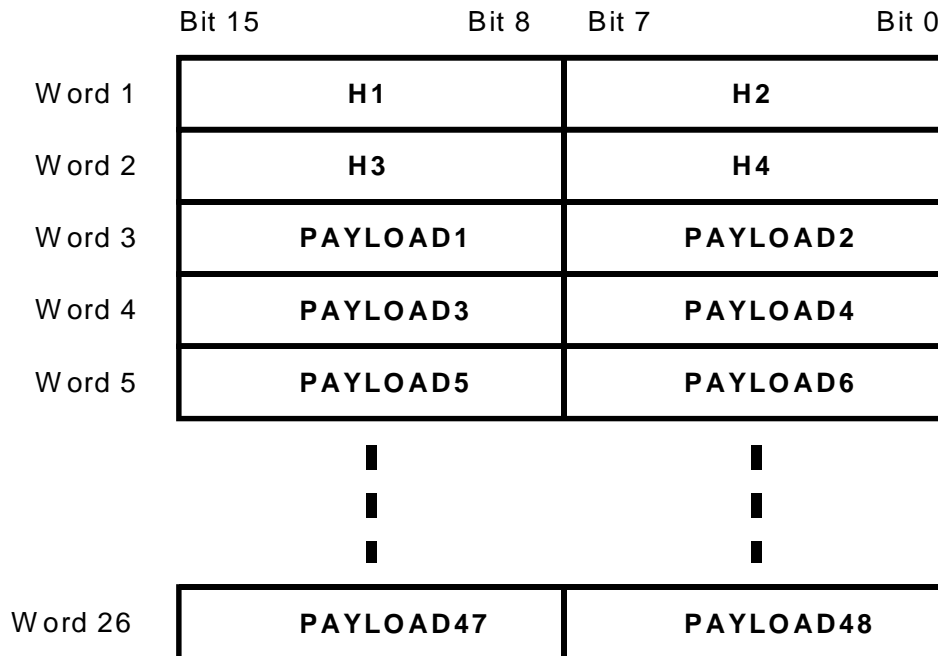 Bit 15 Bit 8 Bit 7 Bit 0
Word 1 H1 H2
Word 2 H3 H4
Word 3 PAYLOAD1 PAYLOAD2
Word 4 PAYLOAD3 PAYLOAD4
Word 5 PAYLOAD5 PAYLOAD6
Word 26 PAYLOAD47 PAYLOAD48